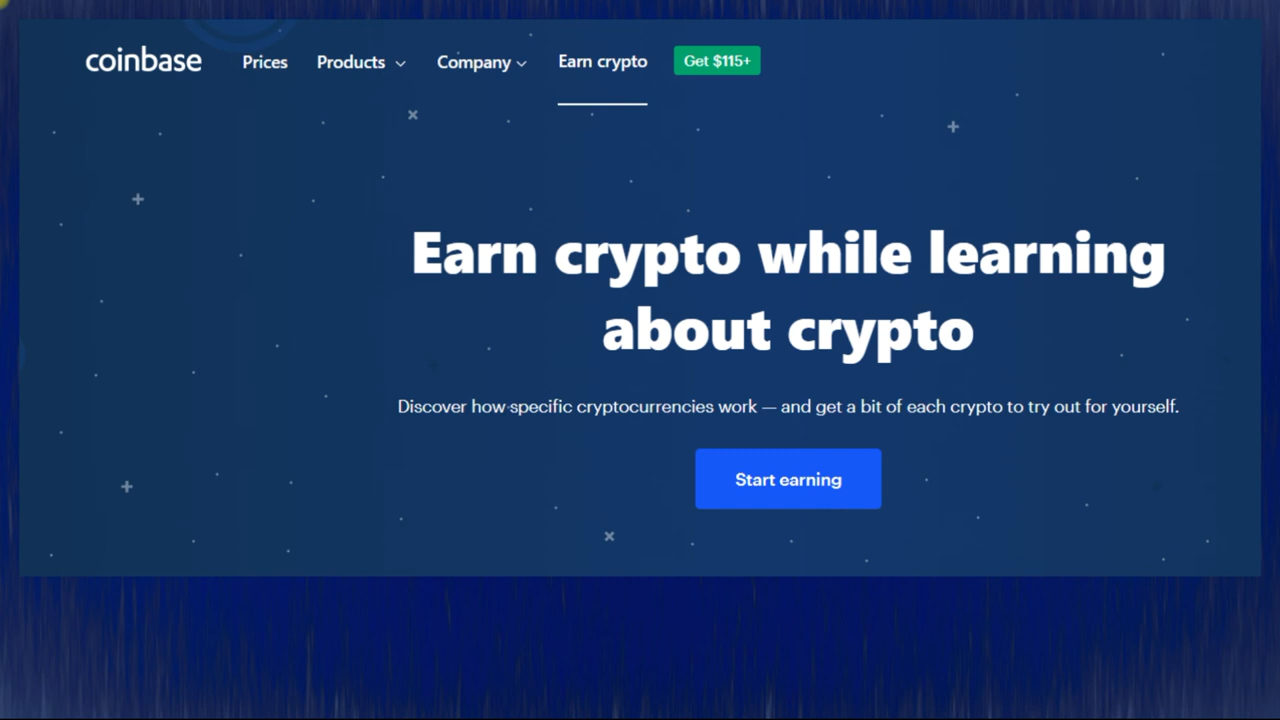 coinbase Prices Products Company Earn crypto Get $115+
Earn crypto while learning
about crypto
Discover how specific cryptocurrencies work — and get a bit of each crypto to try out for yourself.
Start earning